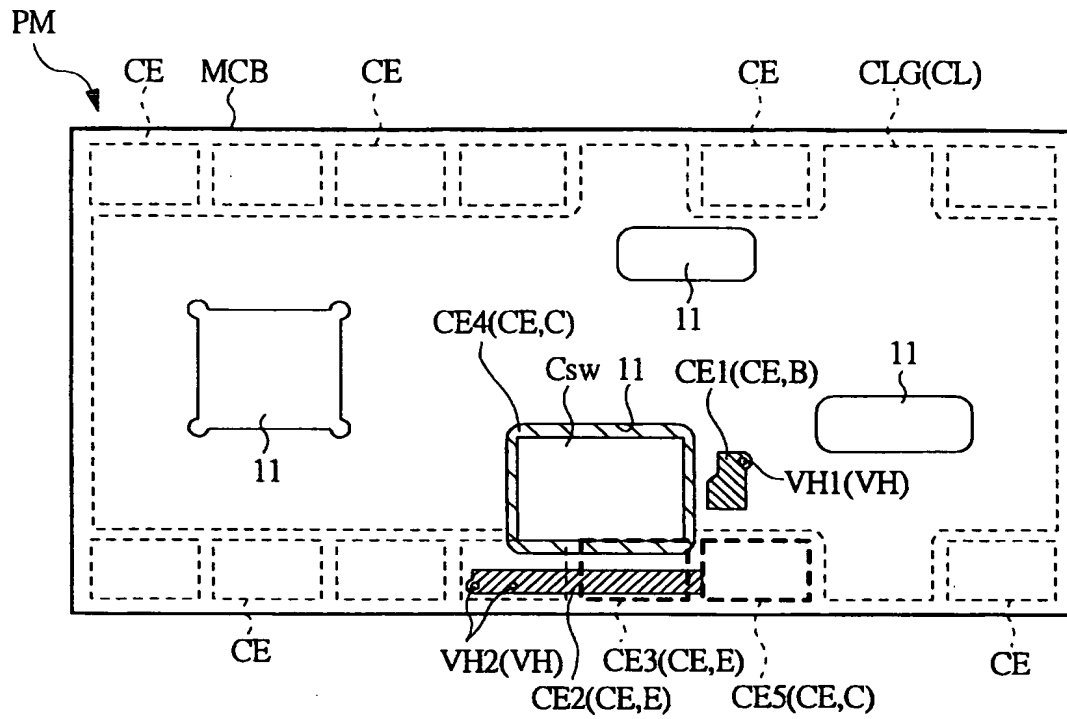 PM
CE MCB CE CE CLG(CL)
11
CE4(CE,C)
11
Csw 11 CE1(CE,B)
11
VH1(VH)
CE VH2(VH) CE3(CE,E) CE
CE2(CE,E) CE5(CE,C)